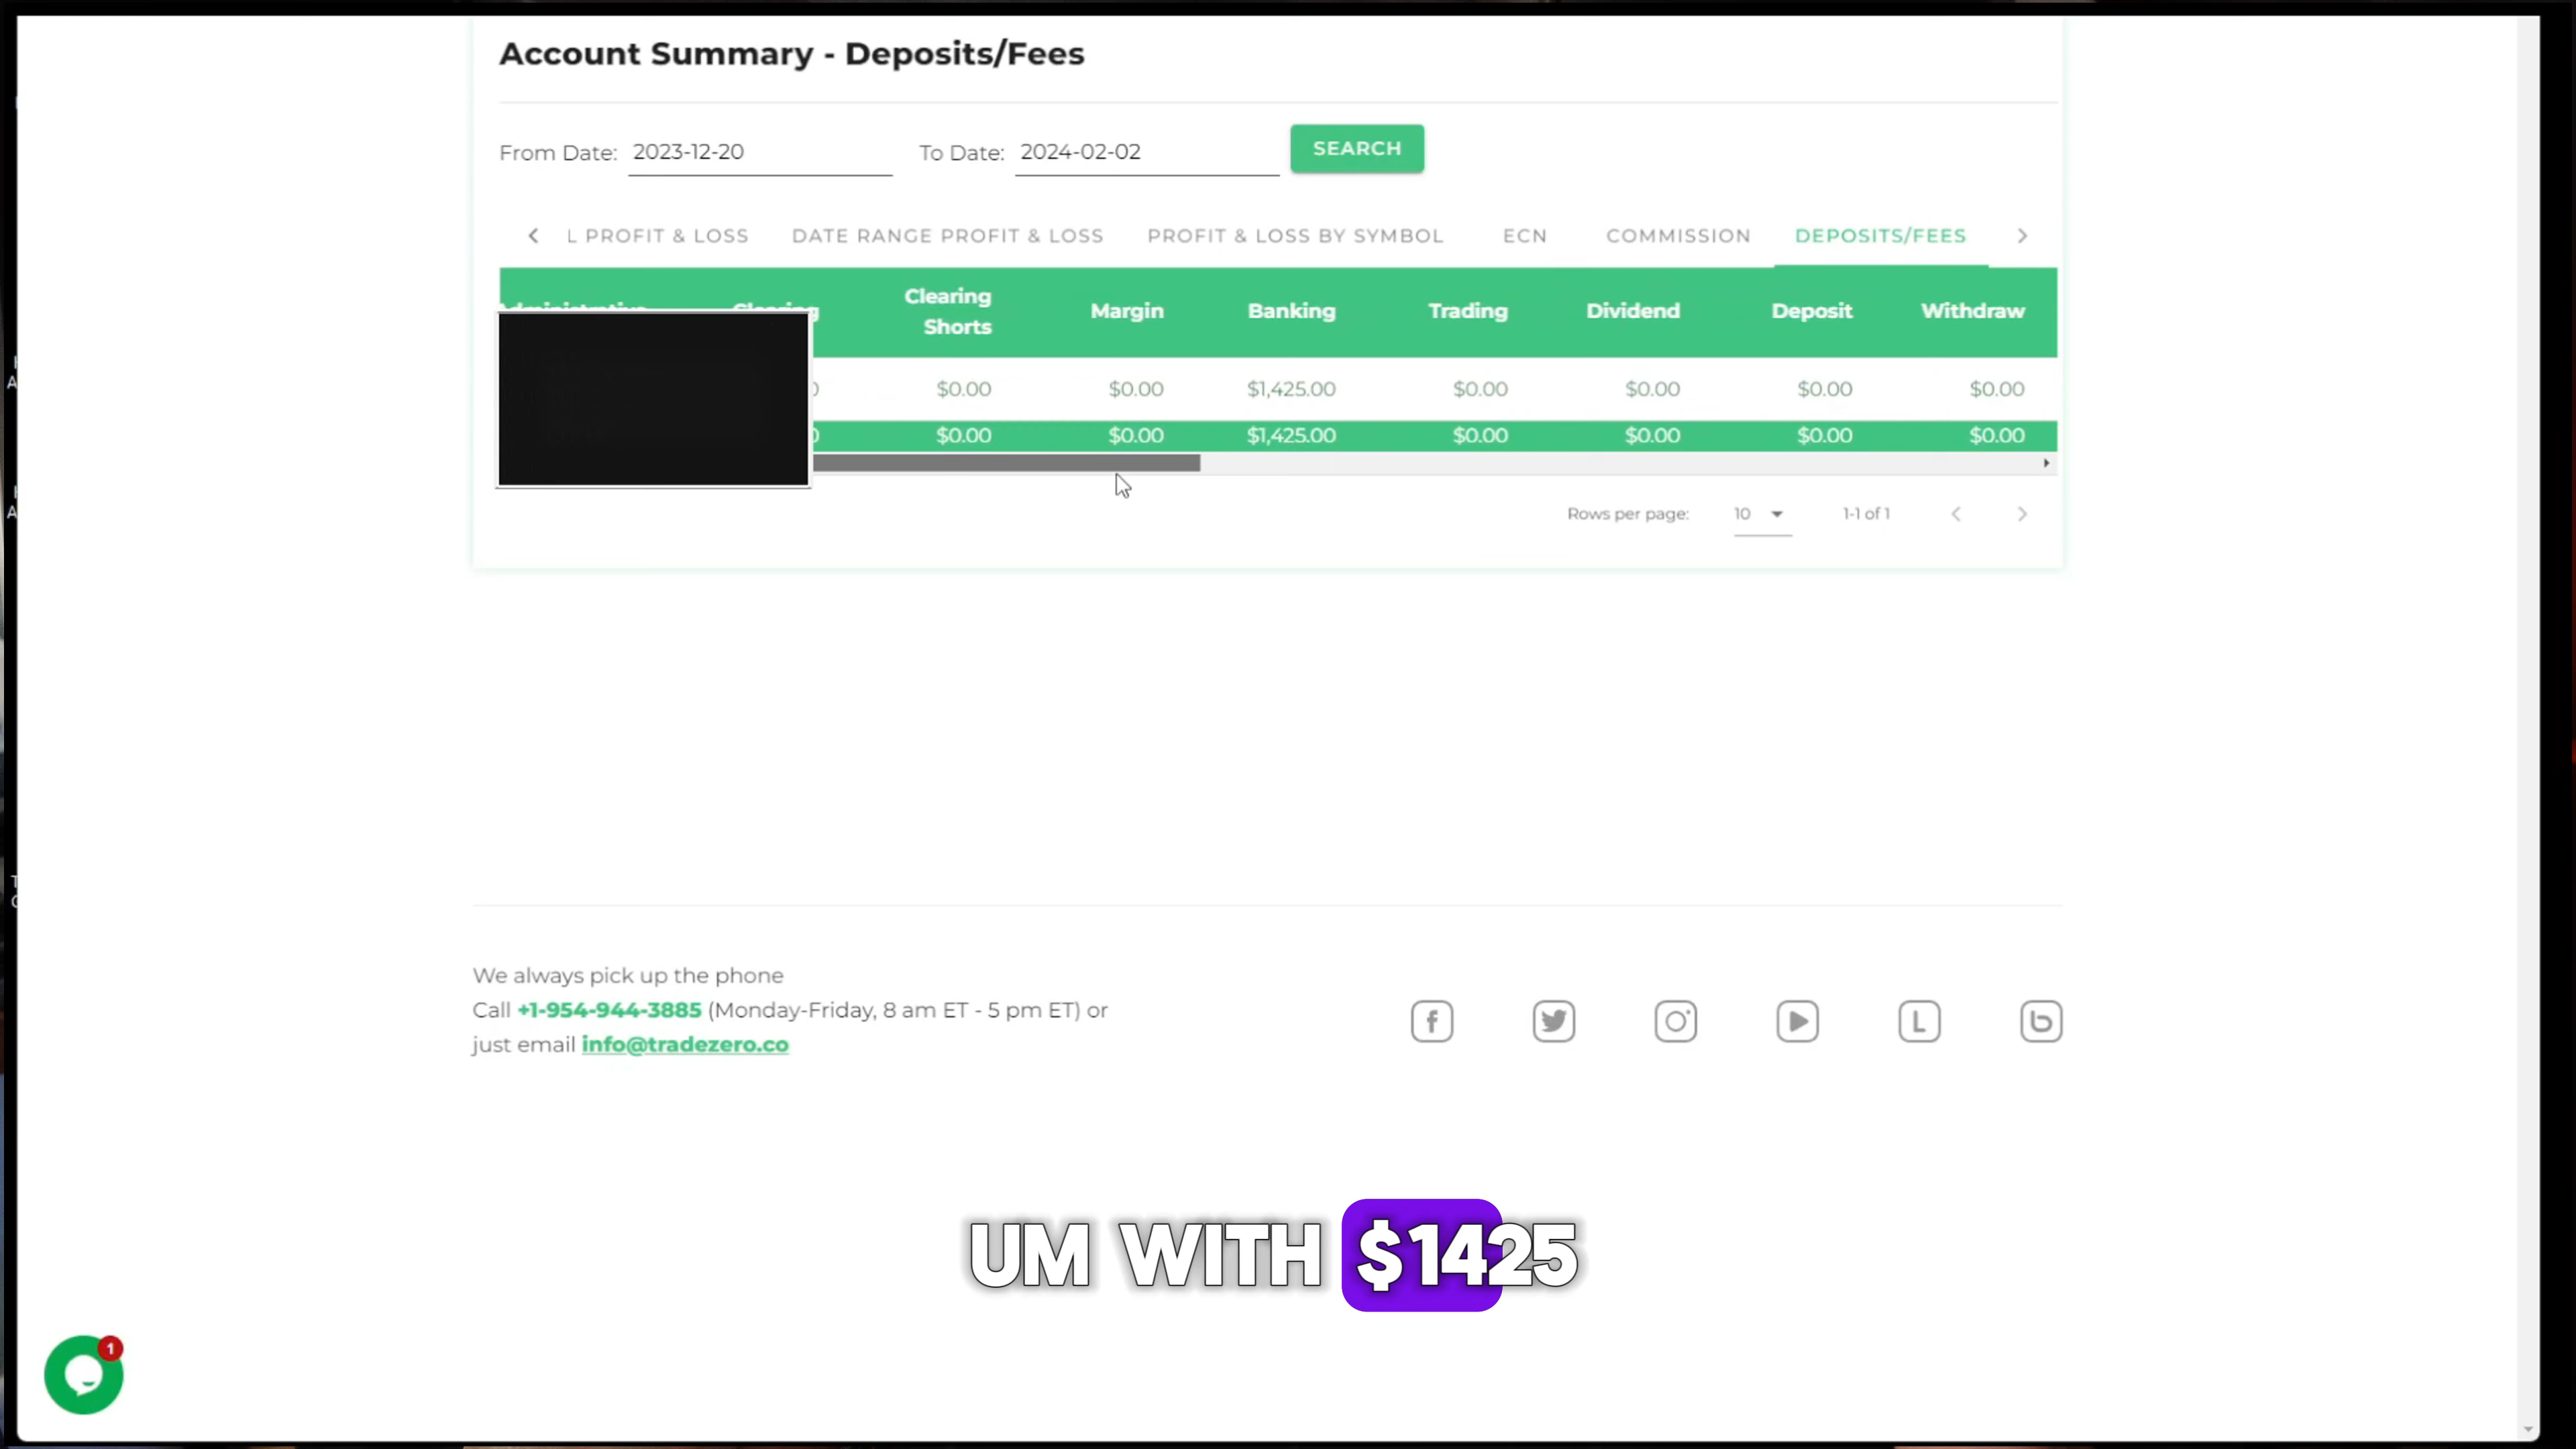 Account Summary - Deposits/Fees
From Date: 2023-12-20 To Date: 2024-02-02 SEARCH
L PROFIT & LOSS DATE RANGE PROFIT & LOSS PROFIT & LOSS BY SYMBOL ECN COMMISSION DEPOSITS/FEES
Administrative Clearing Clearing Shorts Margin Banking Trading Dividend Deposit Withdraw
$0.00 $0.00 $1,425.00 $0.00 $0.00 $0.00 $0.00
$0.00 $0.00 $1,425.00 $0.00 $0.00 $0.00 $0.00
Rows per page: 10 1-1 of 1
We always pick up the phone
Call +1-954-944-3885 (Monday-Friday, 8 am ET - 5 pm ET) or
just email info@tradezero.co
UM WITH $1425
1